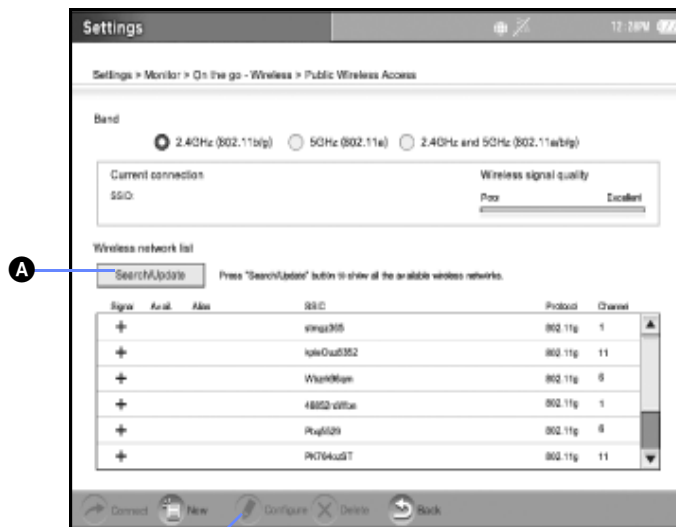 Settings 12:28PM
Settings > Monitor > On the go - Wireless > Public Wireless Access
Band
2.4GHz (802.11b/g) 5GHz (802.11a) 2.4GHz and 5GHz (802.11a/b/g)
Current connection Wireless signal quality
SSID: Poor Excellent
Wireless network list
A Search/Update Press "Search/Update" button to show all the available wireless networks.
Signal Avail. Alias SSID Protocol Channel
+ 802.11g 1
+ 802.11g 11
+ 802.11g 6
+ 802.11g 1
+ 802.11g 6
+ 802.11g 11
Connect New Configure Delete Back